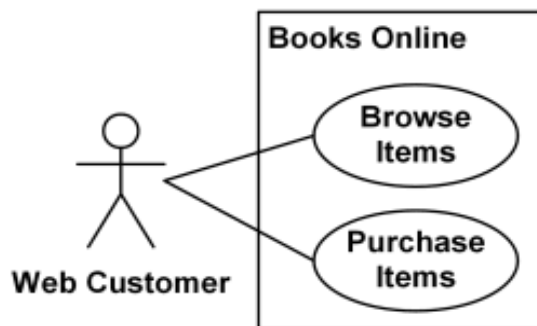 Books Online
Browse
Items
Purchase
Items
Web Customer